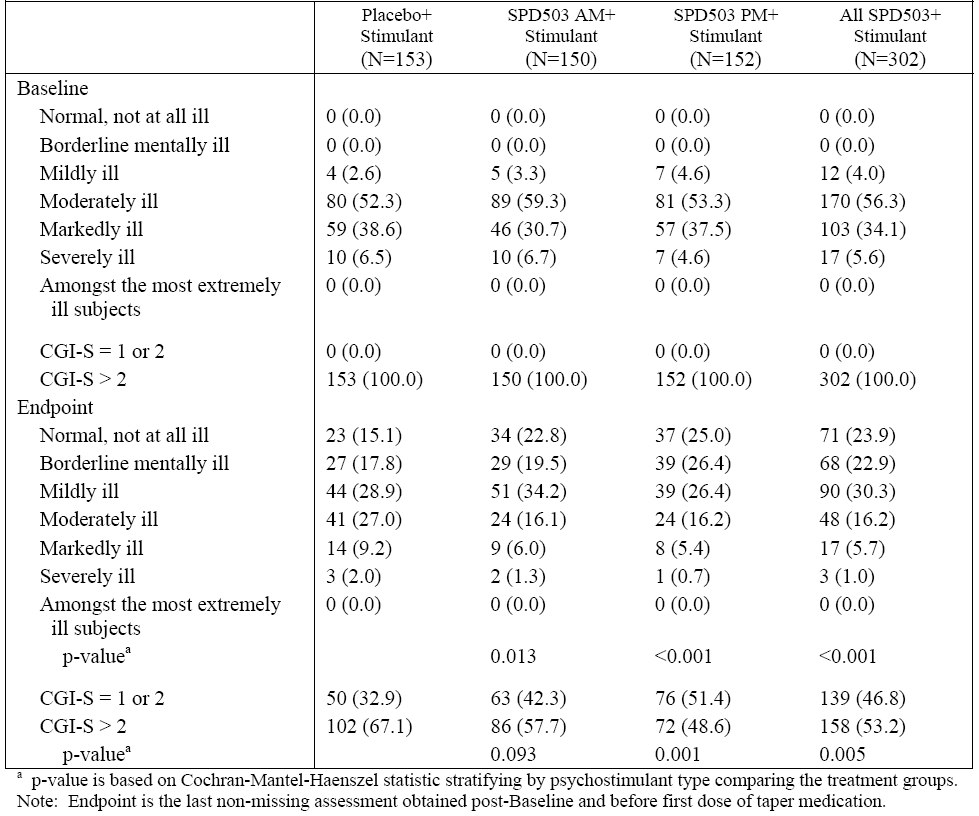 Placebo+ SPD503 AM+ SPD503 PM+ All SPD503+
Stimulant Stimulant Stimulant Stimulant
(N=153) (N=150) (N=152) (N=302)
Baseline
Normal, not at all ill 0 (0.0) 0 (0.0) 0 (0.0) 0 (0.0)
Borderline mentally ill 0 (0.0) 0 (0.0) 0 (0.0) 0 (0.0)
Mildly ill 4 (2.6) 5 (3.3) 7 (4.6) 12 (4.0)
Moderately ill 80 (52.3) 89 (59.3) 81 (53.3) 170 (56.3)
Markedly ill 59 (38.6) 46 (30.7) 57 (37.5) 103 (34.1)
Severely ill 10 (6.5) 10 (6.7) 7 (4.6) 17 (5.6)
Amongst the most extremely 0 (0.0) 0 (0.0) 0 (0.0) 0 (0.0)
ill subjects
CGI-S = 1 or 2 0 (0.0) 0 (0.0) 0 (0.0) 0 (0.0)
CGI-S > 2 153 (100.0) 150 (100.0) 152 (100.0) 302 (100.0)
Endpoint
Normal, not at all ill 23 (15.1) 34 (22.8) 37 (25.0) 71 (23.9)
Borderline mentally ill 27 (17.8) 29 (19.5) 39 (26.4) 68 (22.9)
Mildly ill 44 (28.9) 51 (34.2) 39 (26.4) 90 (30.3)
Moderately ill 41 (27.0) 24 (16.1) 24 (16.2) 48 (16.2)
Markedly ill 14 (9.2) 9 (6.0) 8 (5.4) 17 (5.7)
Severely ill 3 (2.0) 2 (1.3) 1 (0.7) 3 (1.0)
Amongst the most extremely 0 (0.0) 0 (0.0) 0 (0.0) 0 (0.0)
ill subjects
p-valueᵃ 0.013 <0.001 <0.001
CGI-S = 1 or 2 50 (32.9) 63 (42.3) 76 (51.4) 139 (46.8)
CGI-S > 2 102 (67.1) 86 (57.7) 72 (48.6) 158 (53.2)
p-valueᵃ 0.093 0.001 0.005
ᵃ p-value is based on Cochran-Mantel-Haenszel statistic stratifying by psychostimulant type comparing the treatment groups.
Note: Endpoint is the last non-missing assessment obtained post-Baseline and before first dose of taper medication.